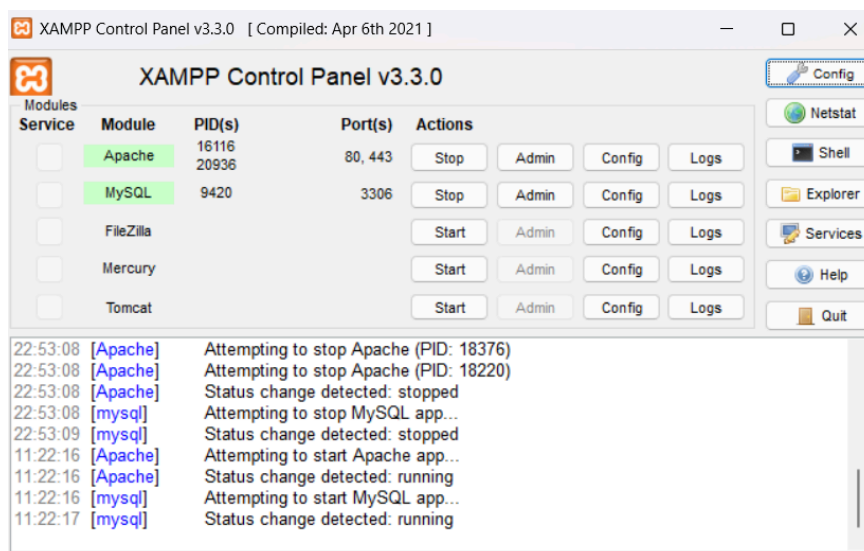 XAMPP Control Panel v3.3.0 [ Compiled: Apr 6th 2021 ]
XAMPP Control Panel v3.3.0
Config
Modules
Service Module PID(s) Port(s) Actions
Netstat
Apache 16116 20936 80, 443 Stop Admin Config Logs
Shell
MySQL 9420 3306 Stop Admin Config Logs
Explorer
FileZilla Start Admin Config Logs
Services
Mercury Start Admin Config Logs
Help
Tomcat Start Admin Config Logs
Quit
22:53:08 [Apache] Attempting to stop Apache (PID: 18376)
22:53:08 [Apache] Attempting to stop Apache (PID: 18220)
22:53:08 [Apache] Status change detected: stopped
22:53:08 [mysql] Attempting to stop MySQL app...
22:53:09 [mysql] Status change detected: stopped
11:22:16 [Apache] Attempting to start Apache app...
11:22:16 [Apache] Status change detected: running
11:22:16 [mysql] Attempting to start MySQL app...
11:22:17 [mysql] Status change detected: running